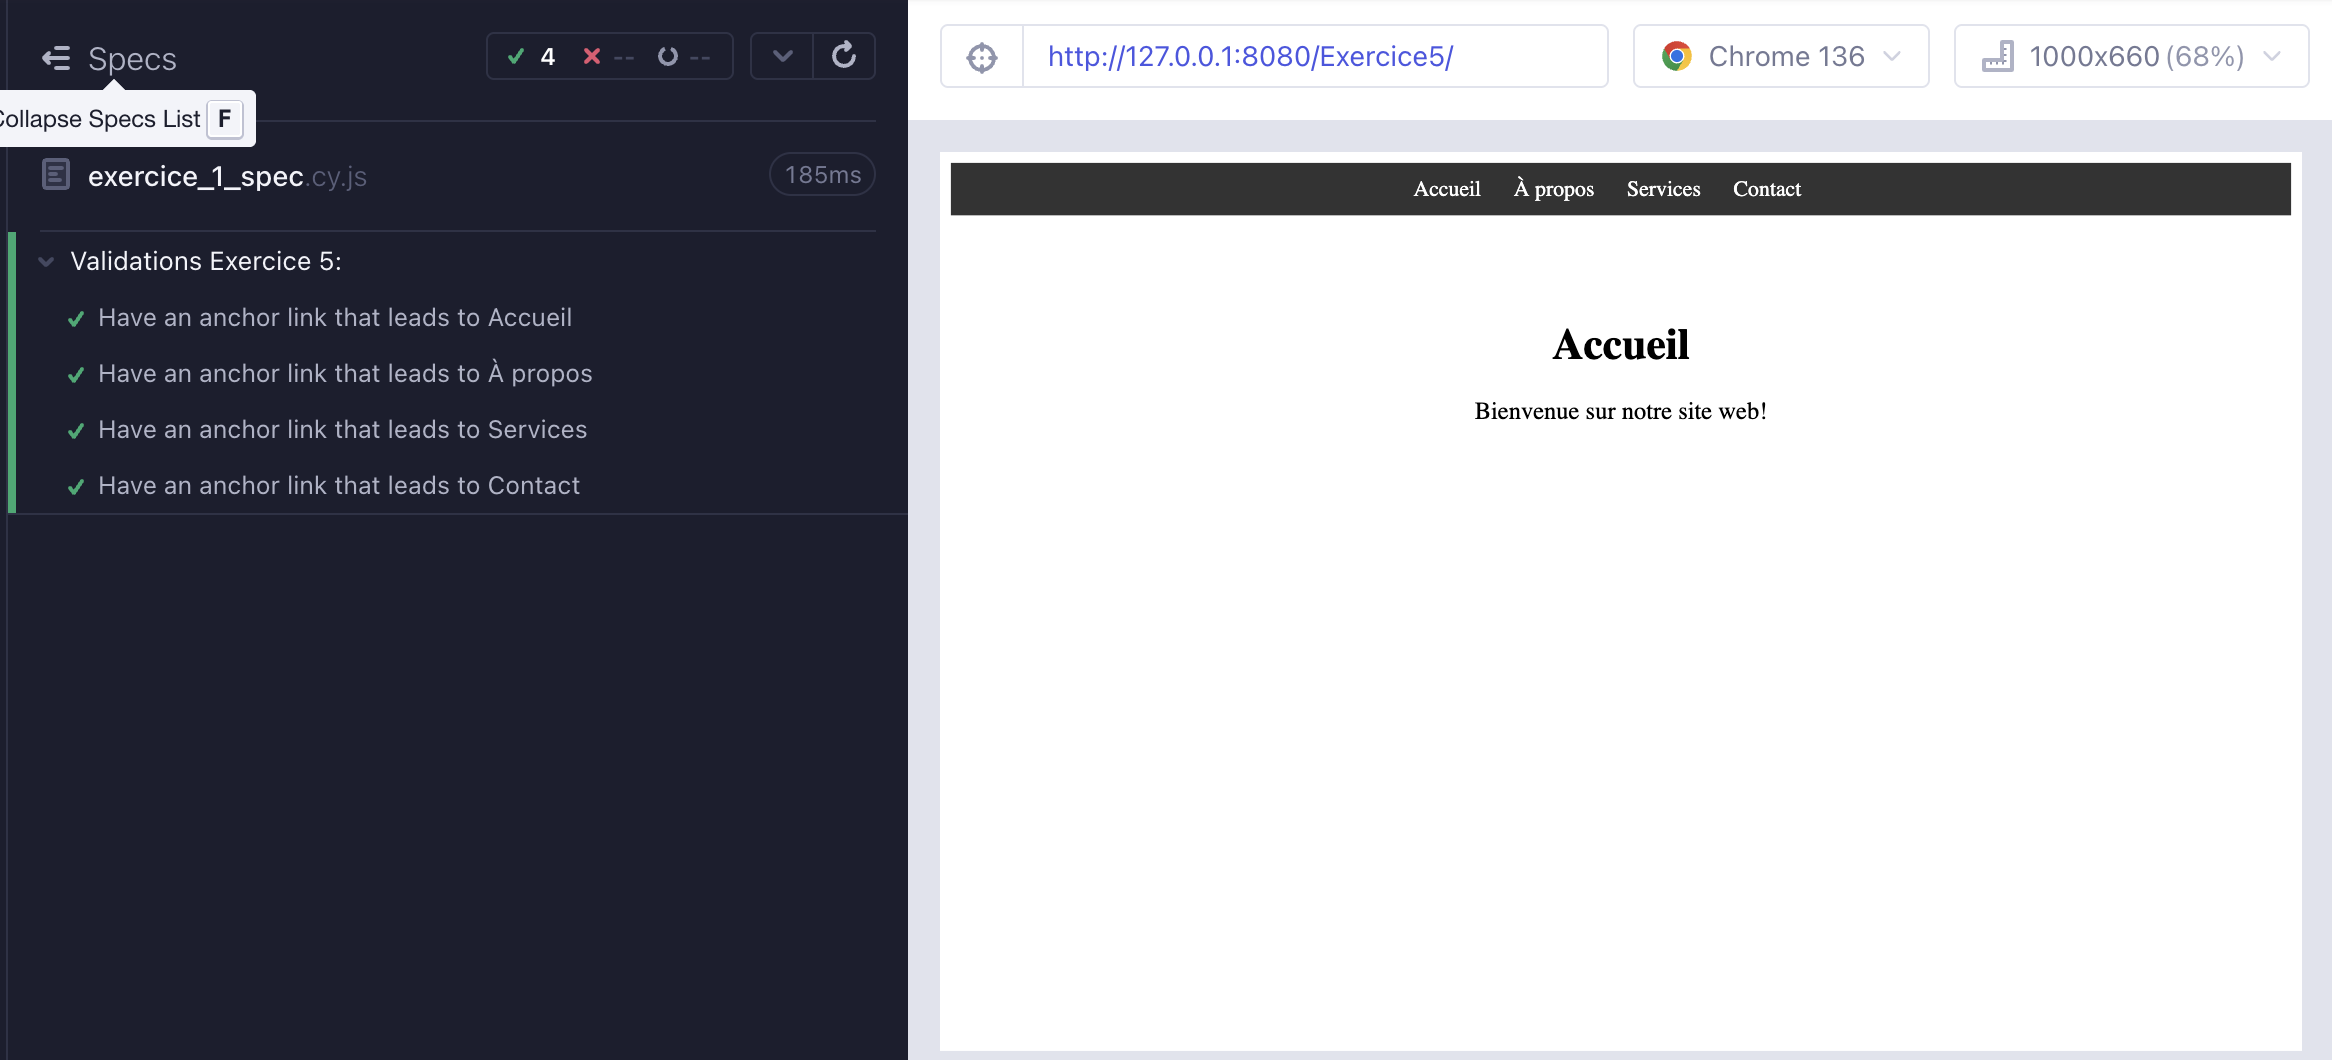 Specs
4 -- --
ollapse Specs List F
exercice_1_spec.cy.js
185ms
Validations Exercice 5:
Have an anchor link that leads to Accueil
Have an anchor link that leads to À propos
Have an anchor link that leads to Services
Have an anchor link that leads to Contact
http://127.0.0.1:8080/Exercice5/
Chrome 136
1000x660 (68%)
Accueil À propos Services Contact
Accueil
Bienvenue sur notre site web!